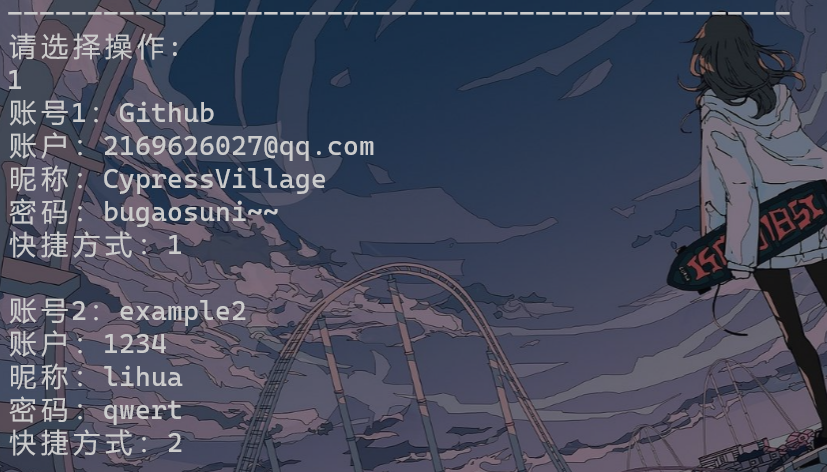 --------------------------------------------------
请选择操作:
1
账号1: Github
账户: 2169626027@qq.com
昵称: CypressVillage
密码: bugaosuni~~
快捷方式: 1
账号2: example2
账户: 1234
昵称: lihua
密码: qwert
快捷方式: 2